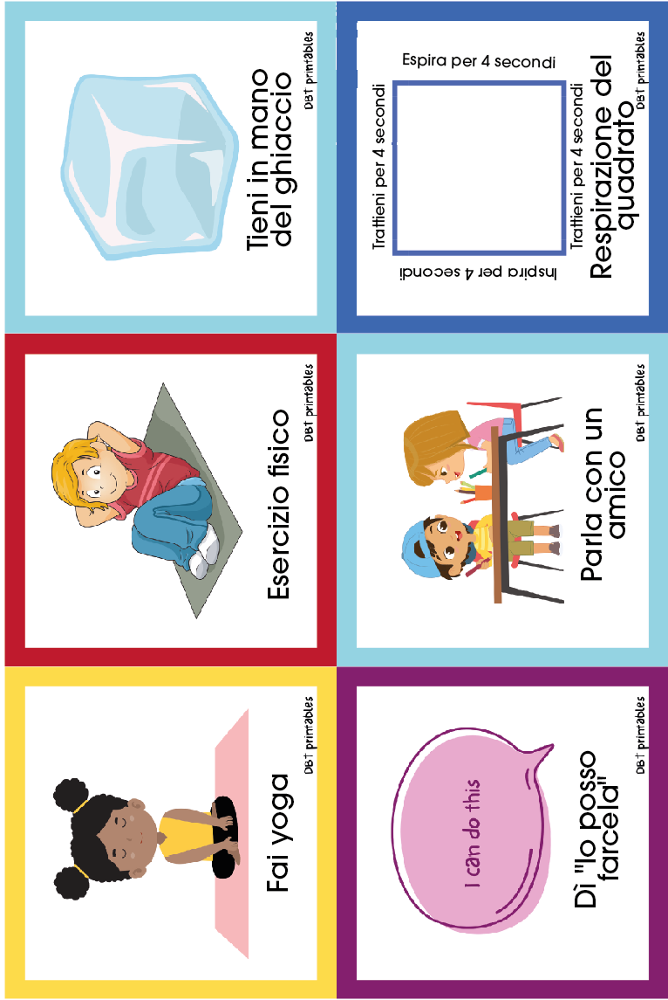 Fai yoga
DBT printables
Esercizio fisico
DBT printables
Tieni in mano
del ghiaccio
DBT printables
I can do this
Dì "Io posso
farcela"
DBT printables
Parla con un
amico
DBT printables
Trattieni per 4 secondi
Inspira per 4 secondi
Espira per 4 secondi
Trattieni per 4 secondi
Respirazione del
quadrato
DBT printables